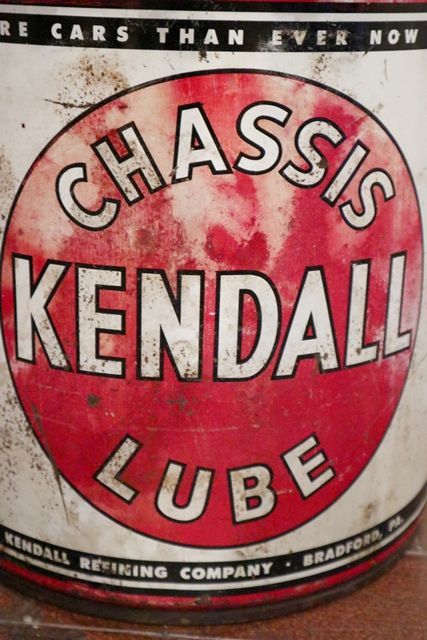 RE CARS THAN EVER NOW
CHASSIS
KENDALL
LUBE
KENDALL REFINING COMPANY · BRADFORD, PA.